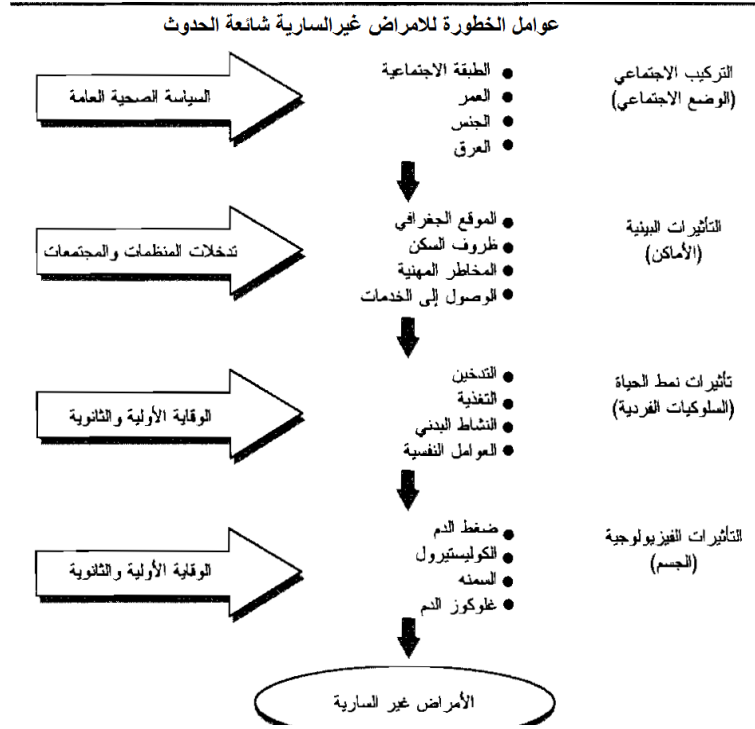 عوامل الخطورة للامراض غيرالسارية شائعة الحدوث
التركيب الاجتماعي
(الوضع الاجتماعي)
● الطبقة الاجتماعية
● العمر
● الجنس
● العرق
السياسة الصحية العامة
التأثيرات البيئية
(الأماكن)
● الموقع الجغرافي
● ظروف السكن
● المخاطر المهنية
● الوصول إلى الخدمات
تدخلات المنظمات والمجتمعات
تأثيرات نمط الحياة
(السلوكيات الفردية)
● التدخين
● التغذية
● النشاط البدني
● العوامل النفسية
الوقاية الأولية والثانوية
التأثيرات الفيزيولوجية
(الجسم)
● ضغط الدم
● الكوليستيرول
● السمنه
● غلوكوز الدم
الوقاية الأولية والثانوية
الأمراض غير السارية